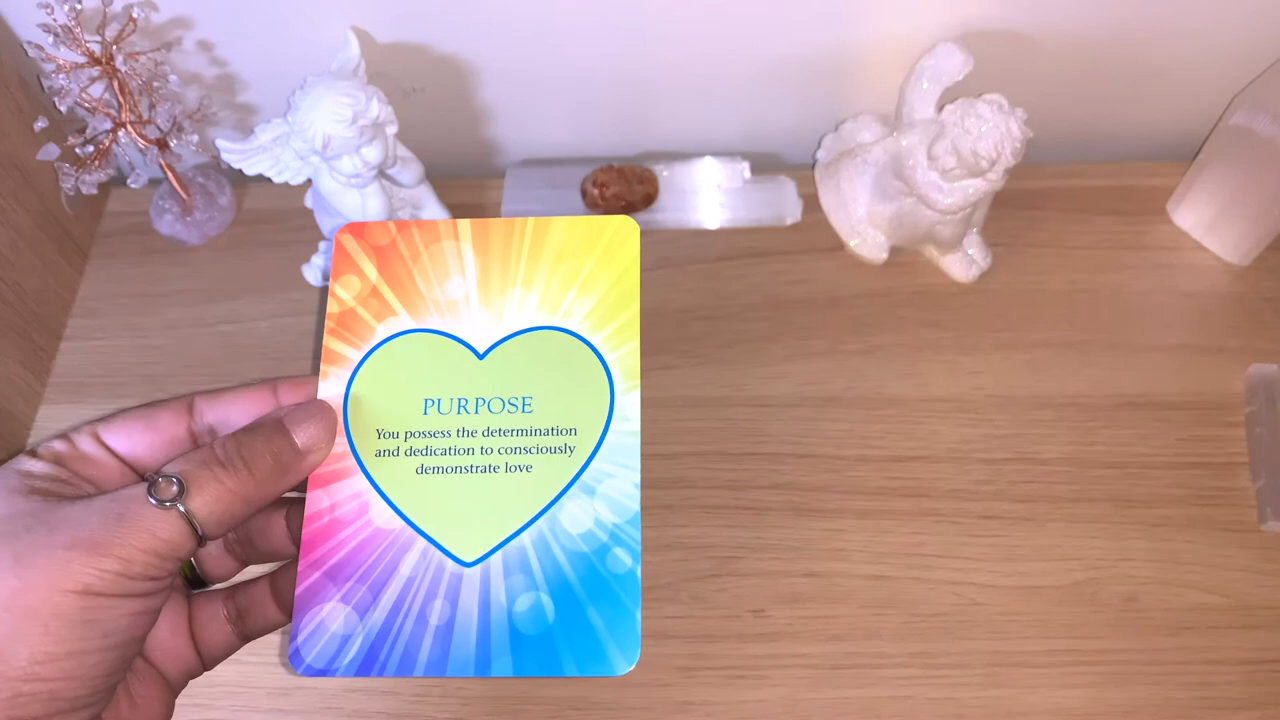 PURPOSE
You possess the determination
and dedication to consciously
demonstrate love